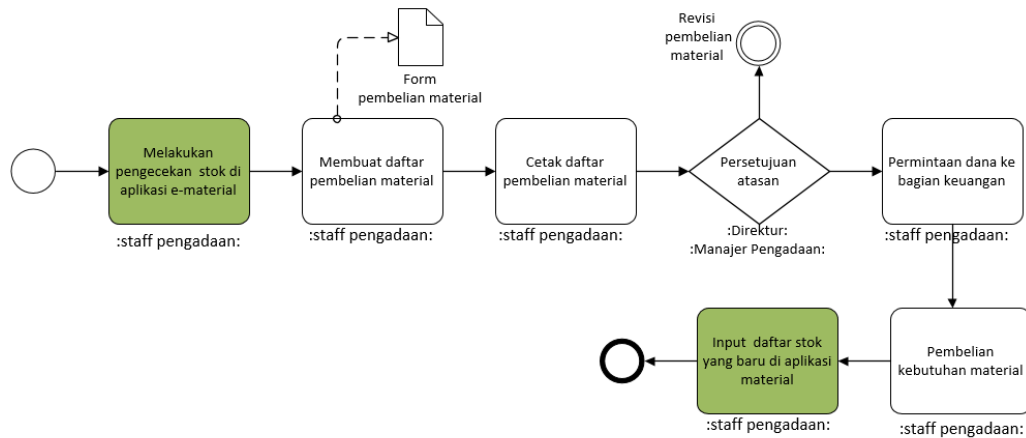 Revisi
pembelian
material
Form
pembelian material
Melakukan
pengecekan  stok di
aplikasi e-material
:staff pengadaan:
Membuat daftar
pembelian material
:staff pengadaan:
Cetak daftar
pembelian material
:staff pengadaan:
Persetujuan
atasan
:Direktur:
:Manajer Pengadaan:
Permintaan dana ke
bagian keuangan
:staff pengadaan:
Input  daftar stok
yang baru di aplikasi
material
:staff pengadaan:
Pembelian
kebutuhan material
:staff pengadaan: